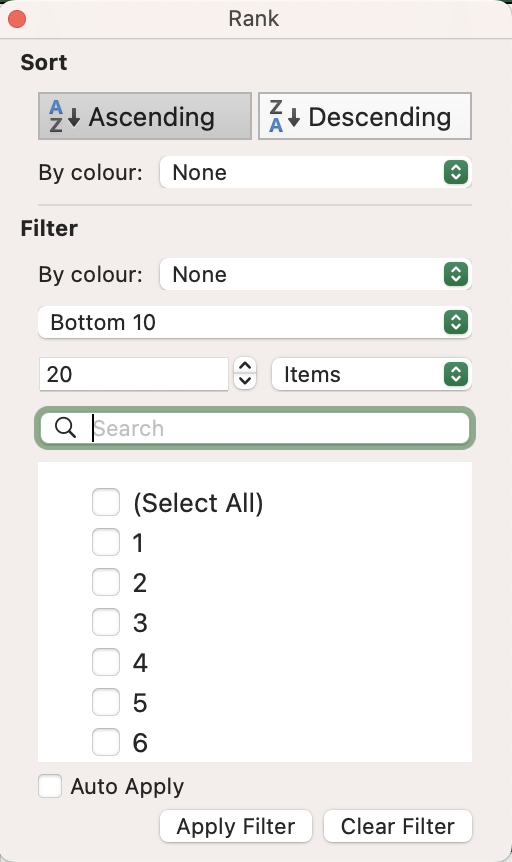 Rank
Sort
A Z Ascending
Z A Descending
By colour: None
Filter
By colour: None
Bottom 10
20 Items
Search
(Select All)
1
2
3
4
5
6
Auto Apply
Apply Filter Clear Filter